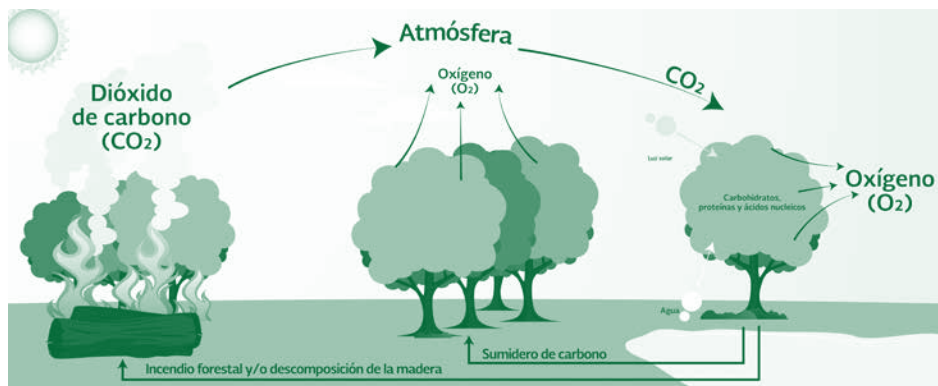 Atmósfera
Dióxido
de carbono
(CO₂)
Oxígeno
(O₂)
CO₂
Luz solar
Carbohidratos,
proteínas y ácidos nucleicos
Oxígeno
(O₂)
Agua
Sumidero de carbono
Incendio forestal y/o descomposición de la madera